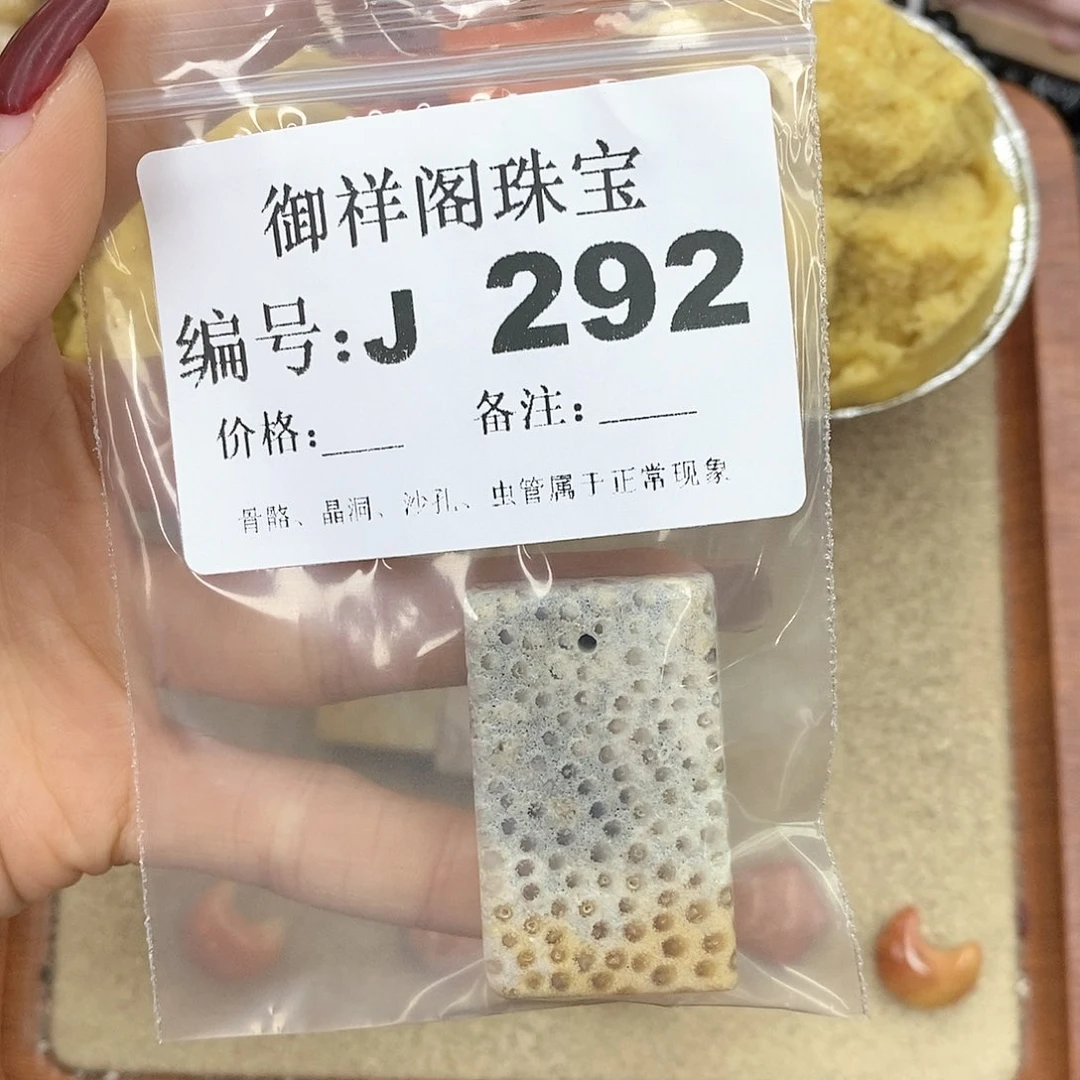 御祥阁珠宝
编号:J 292
价格:___ 备注:____
骨骼、晶洞、沙孔、虫管属于正常现象